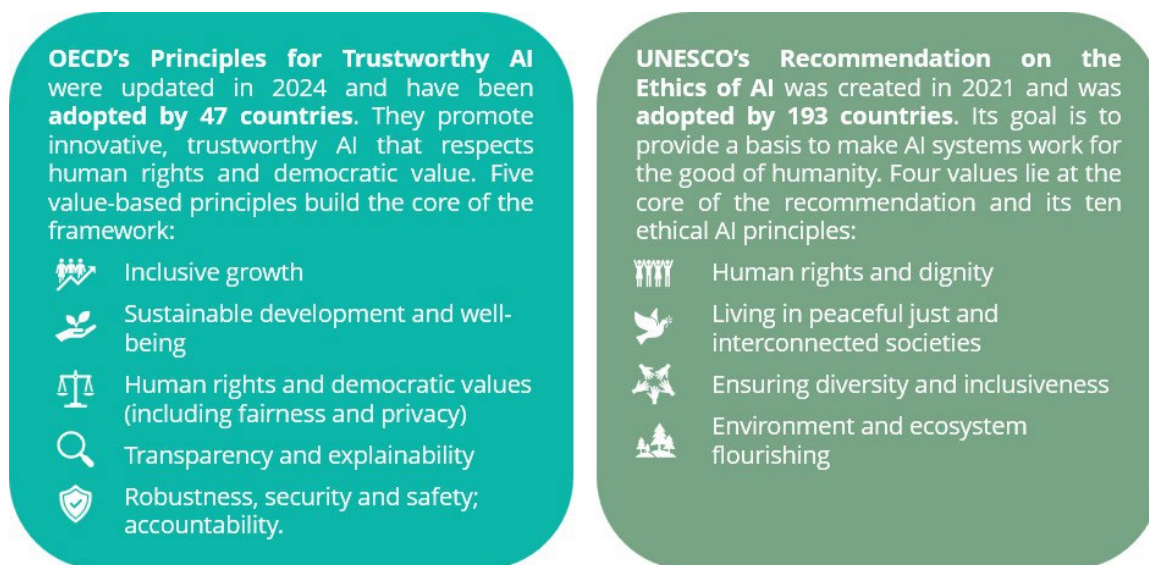 OECD's Principles for Trustworthy AI
were updated in 2024 and have been
adopted by 47 countries. They promote
innovative, trustworthy AI that respects
human rights and democratic value. Five
value-based principles build the core of the
framework:
Inclusive growth
Sustainable development and well-
being
Human rights and democratic values
(including fairness and privacy)
Transparency and explainability
Robustness, security and safety;
accountability.
UNESCO's Recommendation on the
Ethics of AI was created in 2021 and was
adopted by 193 countries. Its goal is to
provide a basis to make AI systems work for
the good of humanity. Four values lie at the
core of the recommendation and its ten
ethical AI principles:
Human rights and dignity
Living in peaceful just and
interconnected societies
Ensuring diversity and inclusiveness
Environment and ecosystem
flourishing